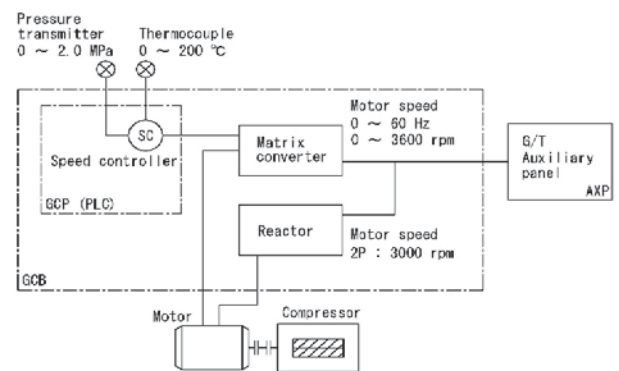 Pressure
transmitter
0 ~ 2.0 MPa
Thermocouple
0 ~ 200 ℃
SC
Speed controller
GCP (PLC)
Matrix
converter
Motor speed
0 ~ 60 Hz
0 ~ 3600 rpm
G/T
Auxiliary
panel
AXP
Reactor
Motor speed
2P : 3000 rpm
GCB
Motor
Compressor